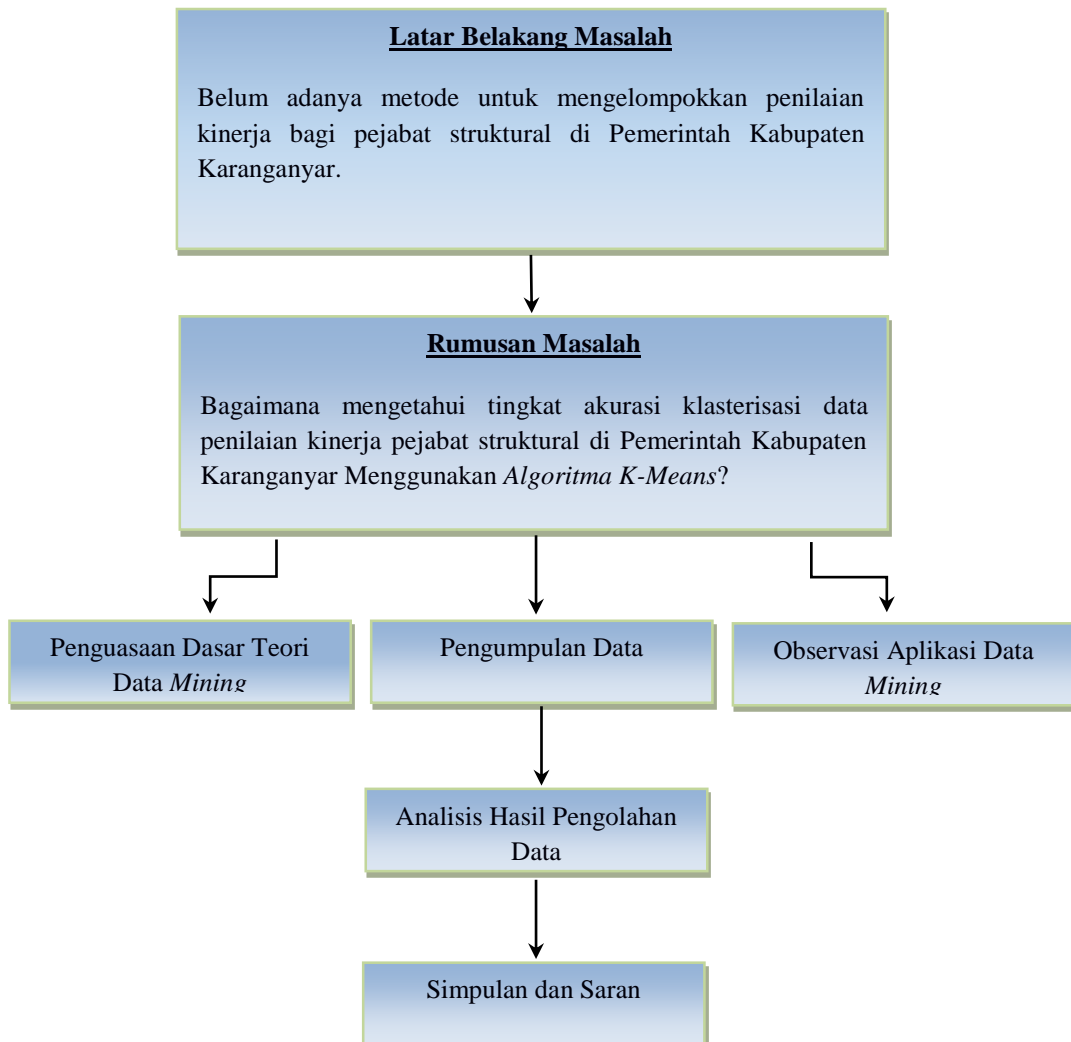 Latar Belakang Masalah
Belum adanya metode untuk mengelompokkan penilaian
kinerja bagi pejabat struktural di Pemerintah Kabupaten
Karanganyar.
Rumusan Masalah
Bagaimana mengetahui tingkat akurasi klasterisasi data
penilaian kinerja pejabat struktural di Pemerintah Kabupaten
Karanganyar Menggunakan Algoritma K-Means?
Penguasaan Dasar Teori
Data Mining
Pengumpulan Data
Observasi Aplikasi Data
Mining
Analisis Hasil Pengolahan
Data
Simpulan dan Saran